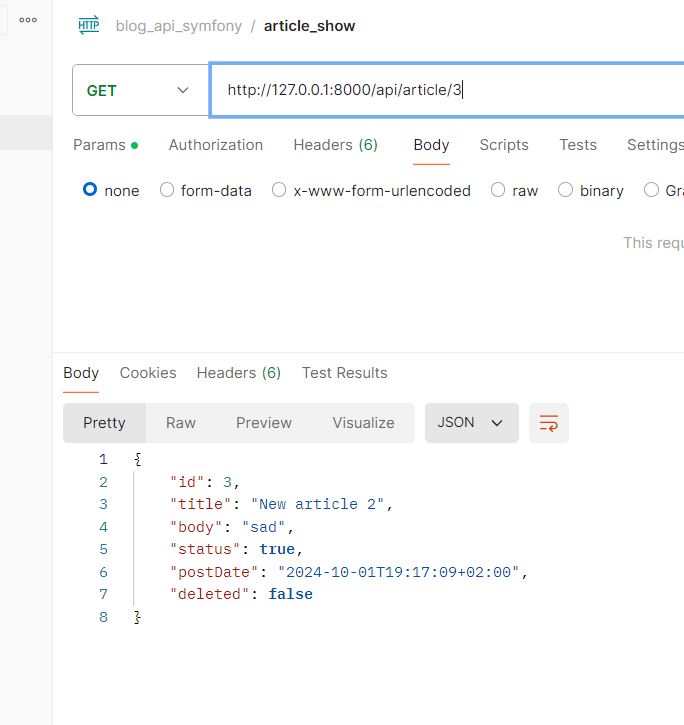 HTTP blog_api_symfony / article_show
GET http://127.0.0.1:8000/api/article/3
Params Authorization Headers (6) Body Scripts Tests Settings
none form-data x-www-form-urlencoded raw binary Gra
This requ
Body Cookies Headers (6) Test Results
Pretty Raw Preview Visualize JSON
1 {
2 "id": 3,
3 "title": "New article 2",
4 "body": "sad",
5 "status": true,
6 "postDate": "2024-10-01T19:17:09+02:00",
7 "deleted": false
8 }